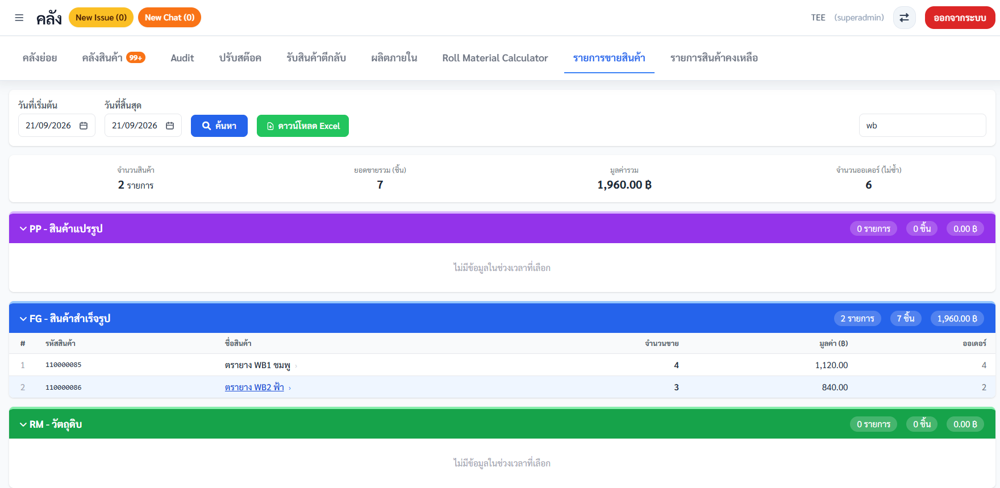 คลัง New Issue (0) New Chat (0) TEE (superadmin) ออกจากระบบ
คลังย่อย คลังสินค้า 99+ Audit ปรับสต๊อค รับสินค้าตีกลับ ผลิตภายใน Roll Material Calculator รายการขายสินค้า รายการสินค้าคงเหลือ
วันที่เริ่มต้น วันที่สิ้นสุด
21/09/2026 21/09/2026 ค้นหา ดาวน์โหลด Excel wb
จำนวนสินค้า ยอดขายรวม (ชิ้น) มูลค่ารวม จำนวนออเดอร์ (ไม่ซ้ำ)
2 รายการ 7 1,960.00 ฿ 6
PP - สินค้าแปรรูป 0 รายการ 0 ชิ้น 0.00 ฿
ไม่มีข้อมูลในช่วงเวลาที่เลือก
FG - สินค้าสำเร็จรูป 2 รายการ 7 ชิ้น 1,960.00 ฿
# รหัสสินค้า ชื่อสินค้า จำนวนขาย มูลค่า (฿) ออเดอร์
1 110000085 ตรายาง WB1 ชมพู › 4 1,120.00 4
2 110000086 ตรายาง WB2 ฟ้า › 3 840.00 2
RM - วัตถุดิบ 0 รายการ 0 ชิ้น 0.00 ฿
ไม่มีข้อมูลในช่วงเวลาที่เลือก